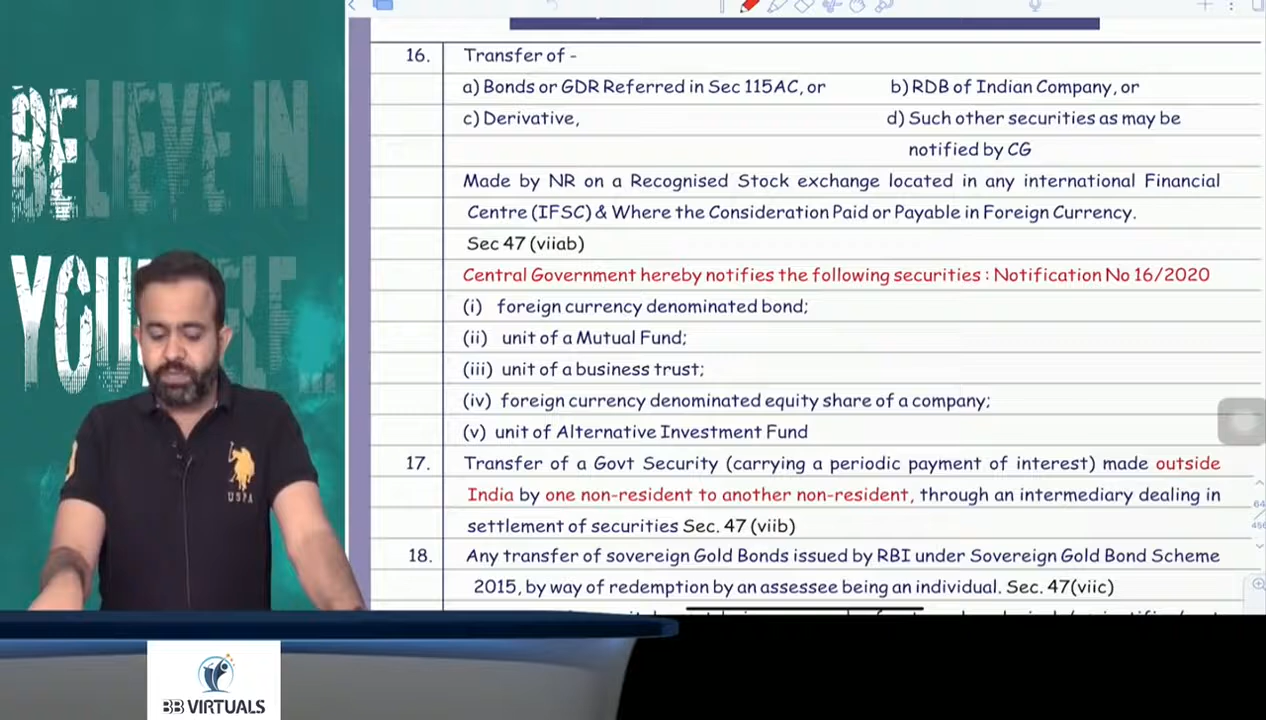 BELIEVE IN
YOURSELF
USPA
BB VIRTUALS
16. Transfer of -
a) Bonds or GDR Referred in Sec 115AC, or b) RDB of Indian Company, or
c) Derivative, d) Such other securities as may be
notified by CG
Made by NR on a Recognised Stock exchange located in any international Financial
Centre (IFSC) & Where the Consideration Paid or Payable in Foreign Currency.
Sec 47 (viiab)
Central Government hereby notifies the following securities : Notification No 16/2020
(i) foreign currency denominated bond;
(ii) unit of a Mutual Fund;
(iii) unit of a business trust;
(iv) foreign currency denominated equity share of a company;
(v) unit of Alternative Investment Fund
17. Transfer of a Govt Security (carrying a periodic payment of interest) made outside
India by one non-resident to another non-resident, through an intermediary dealing in
settlement of securities Sec. 47 (viib)
18. Any transfer of sovereign Gold Bonds issued by RBI under Sovereign Gold Bond Scheme
2015, by way of redemption by an assessee being an individual. Sec. 47(viic)